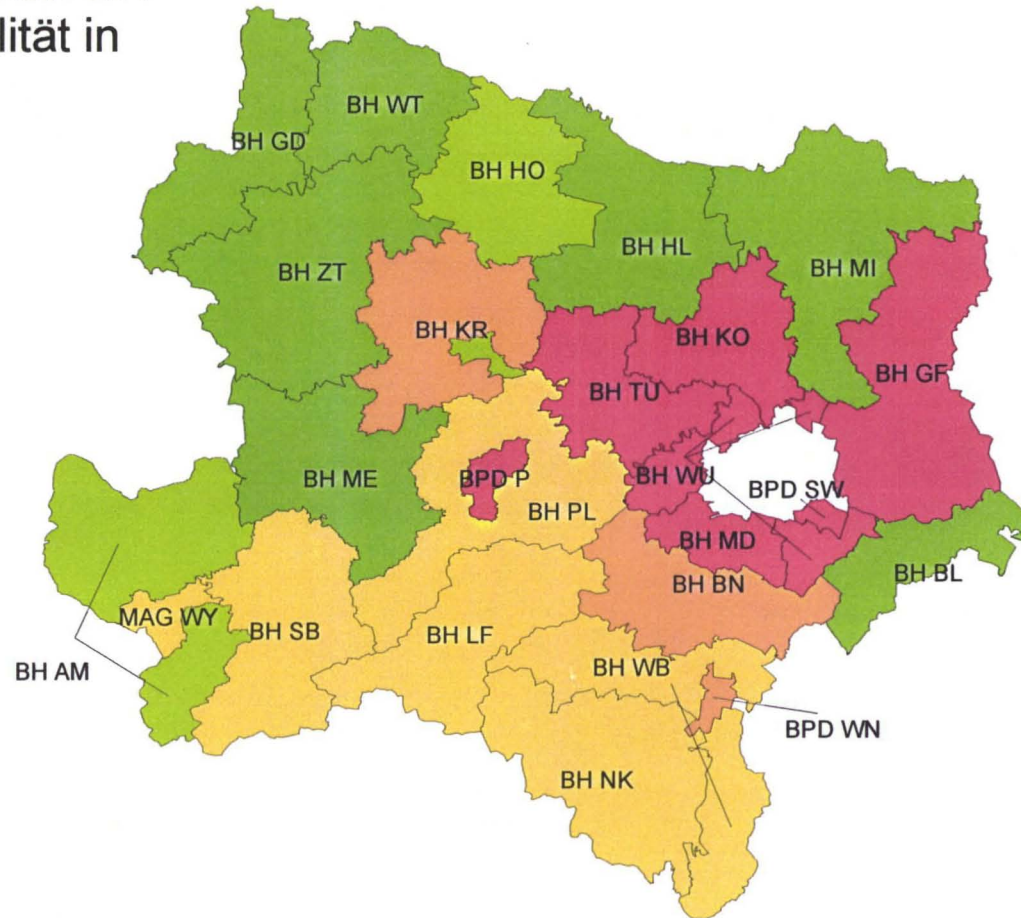 lität in
BH WT
BH GD
BH HO
BH HL
BH ZT
BH MI
BH KR
BH KO
BH GF
BH TU
BH ME
BPD P
BH WU
BPD SW
BH PL
BH MD
BH BN
BH BL
MAG WY
BH SB
BH LF
BH WB
BH AM
BPD WN
BH NK